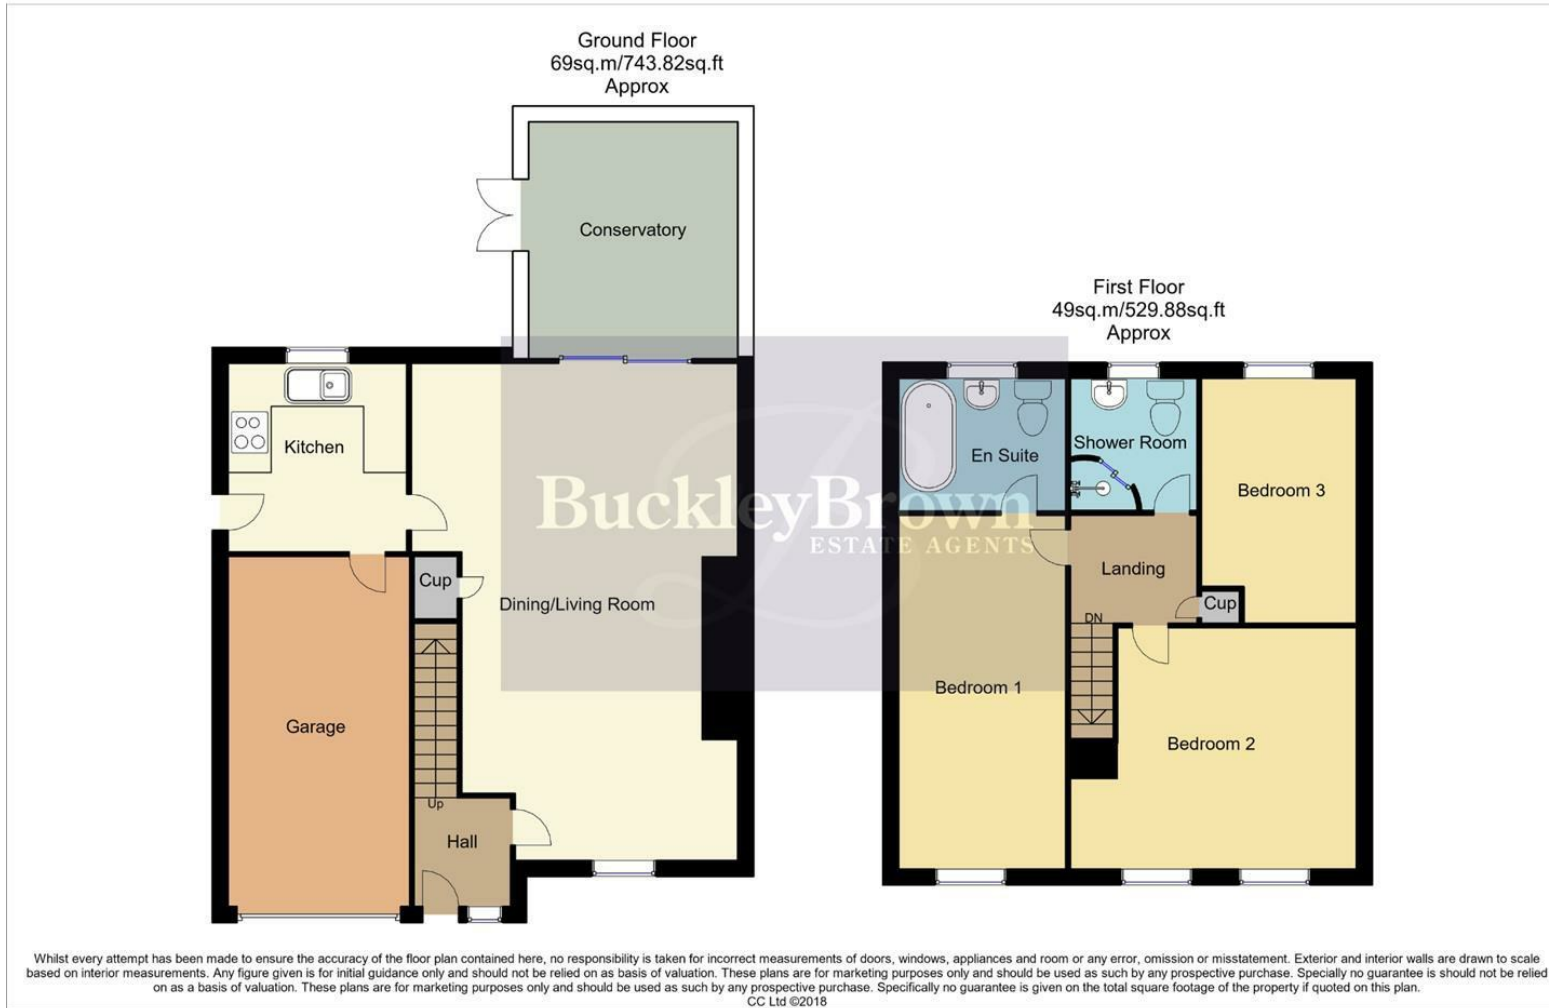 Ground Floor
69sq.m/743.82sq.ft
Approx
Conservatory
First Floor
49sq.m/529.88sq.ft
Approx
Kitchen
En Suite
Shower Room
Bedroom 3
BuckleyBrown
ESTATE AGENTS
Cup
Dining/Living Room
Landing
Cup
DN
Bedroom 1
Garage
Bedroom 2
Up
Hall
Whilst every attempt has been made to ensure the accuracy of the floor plan contained here, no responsibility is taken for incorrect measurements of doors, windows, appliances and room or any error, omission or misstatement. Exterior and interior walls are drawn to scale
based on interior measurements. Any figure given is for initial guidance only and should not be relied on as basis of valuation. These plans are for marketing purposes only and should be used as such by any prospective purchase. Specially no guarantee is should not be relied
on as a basis of valuation. These plans are for marketing purposes only and should be used as such by any prospective purchase. Specifically no guarantee is given on the total square footage of the property if quoted on this plan.
CC Ltd ©2018